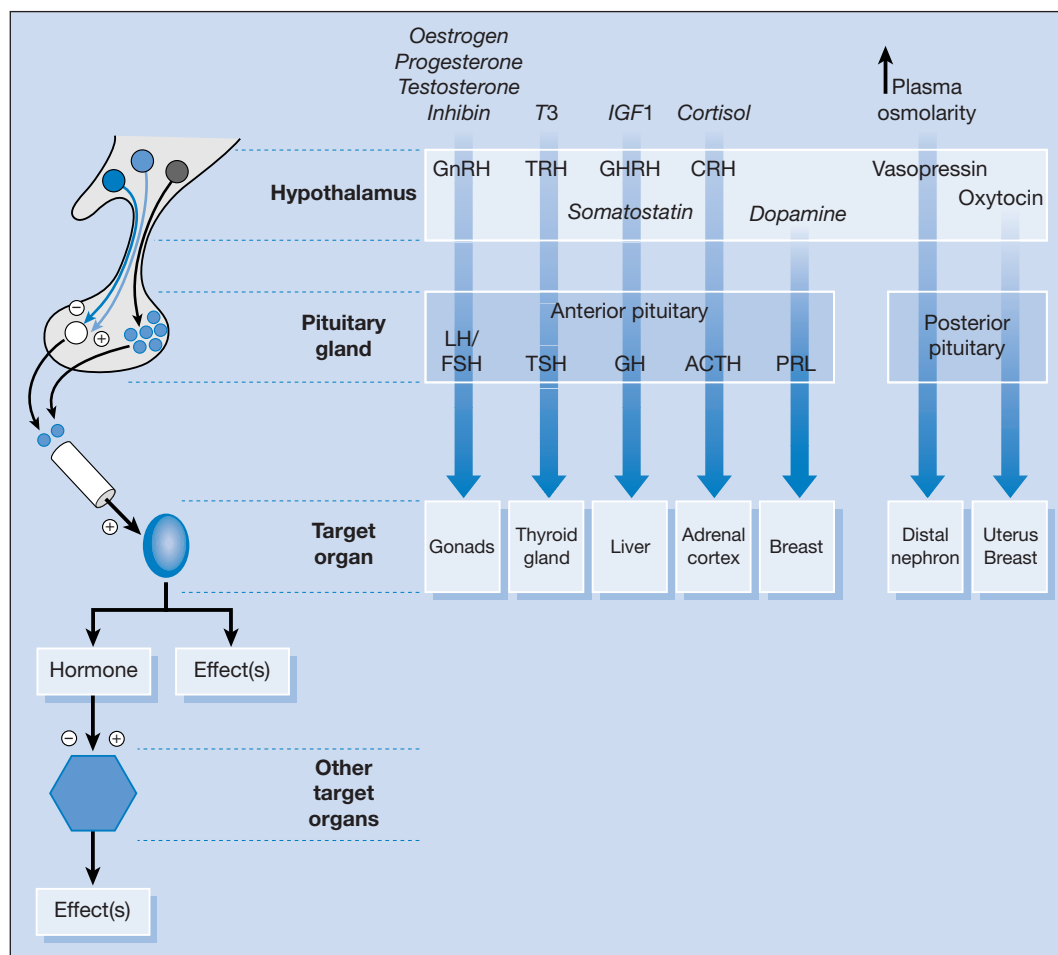 Oestrogen
Progesterone
Testosterone
Inhibin
T3
IGF1
Cortisol
Plasma
osmolarity
Hypothalamus
GnRH
TRH
GHRH
CRH
Vasopressin
Somatostatin
Dopamine
Oxytocin
Pituitary
gland
Anterior pituitary
LH/
FSH
TSH
GH
ACTH
PRL
Posterior
pituitary
−
+
+
Target
organ
Gonads
Thyroid
gland
Liver
Adrenal
cortex
Breast
Distal
nephron
Uterus
Breast
Hormone
Effect(s)
− +
Other
target
organs
Effect(s)